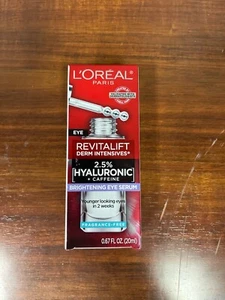 L'ORÉAL
PARIS
EYE
REVITALIFT
DERM INTENSIVES®
2.5%
HYALURONIC
+ CAFFEINE
BRIGHTENING EYE SERUM
Younger looking eyes
in 2 weeks
FRAGRANCE-FREE
0.67 FL. OZ. (20ml)